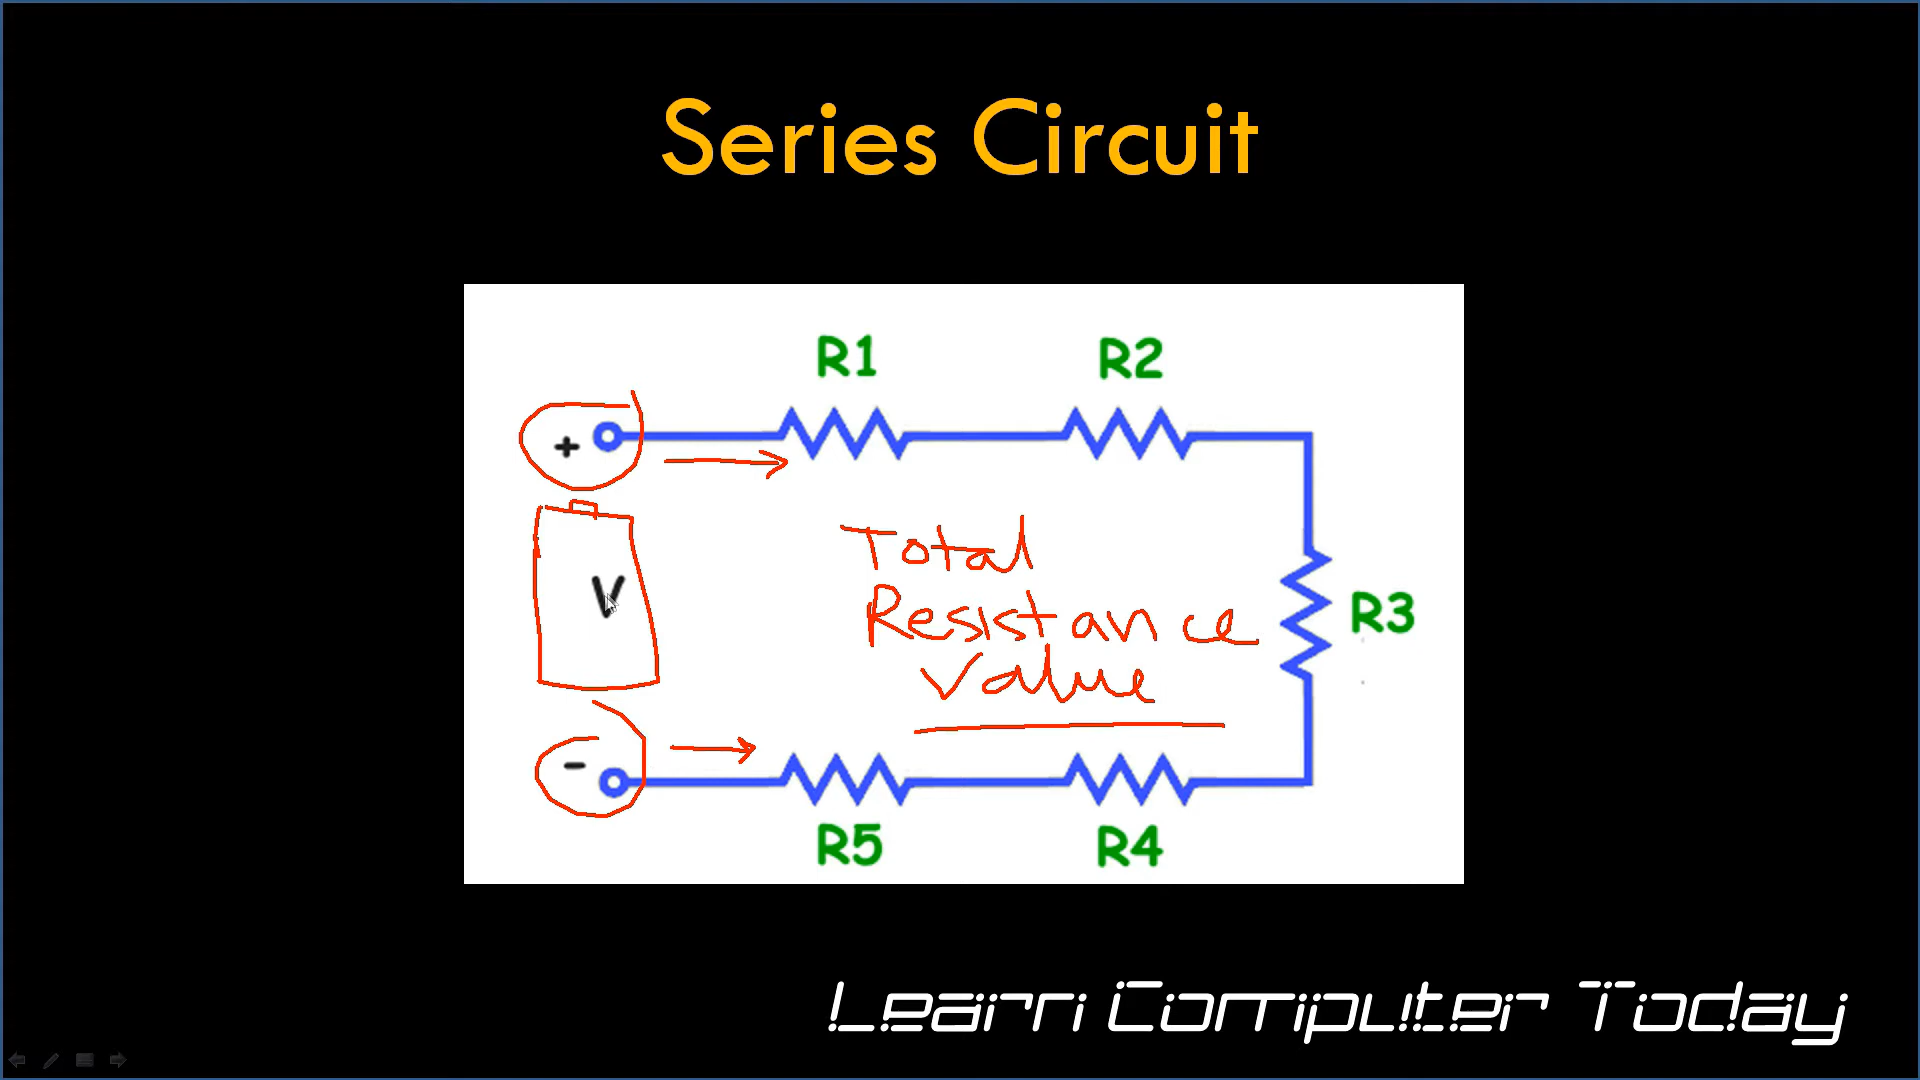 Series Circuit
R1
R2
+
V
Total
Resistance
Value
R3
-
R5
R4
Learn Computer Today